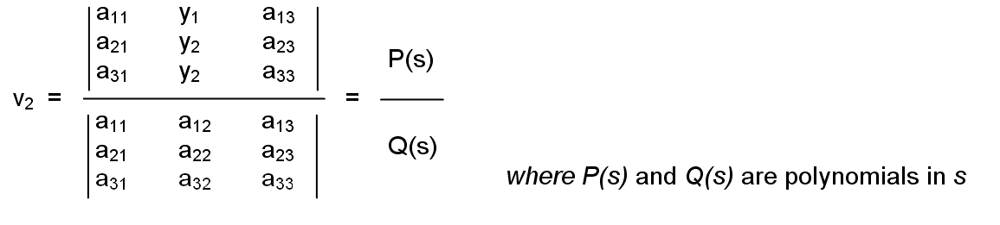 a11 y1 a13
a21 y2 a23
a31 y2 a33
P(s)
v2 = =
a11 a12 a13
a21 a22 a23
a31 a32 a33
Q(s)
where P(s) and Q(s) are polynomials in s